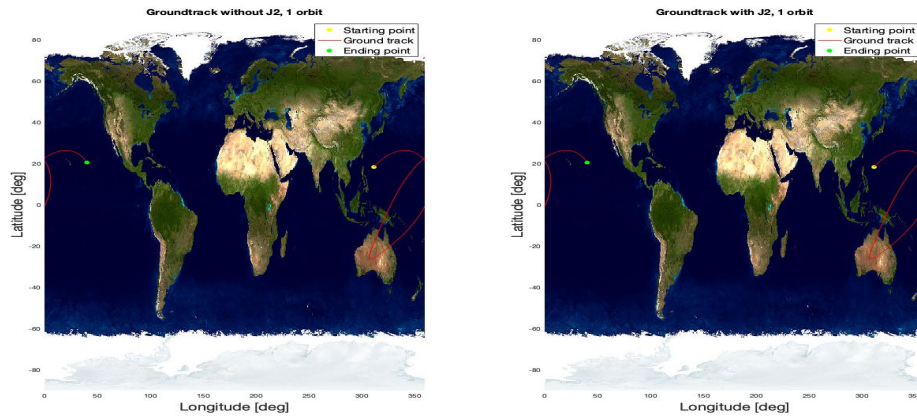 Groundtrack without J2, 1 orbit
Starting point
Ground track
Ending point
80
60
40
20
0
-20
-40
-60
-80
Latitude [deg]
0 50 100 150 200 250 300 350
Longitude [deg]
Groundtrack with J2, 1 orbit
Starting point
Ground track
Ending point
80
60
40
20
0
-20
-40
-60
-80
Latitude [deg]
0 50 100 150 200 250 300 350
Longitude [deg]